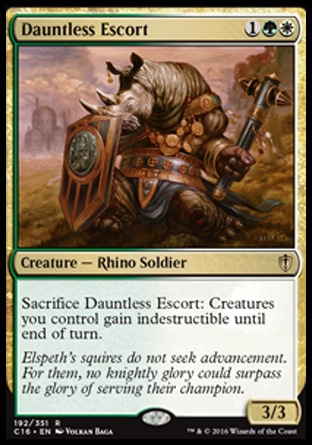 Dauntless Escort 1
Creature — Rhino Soldier
Sacrifice Dauntless Escort: Creatures
you control gain indestructible until
end of turn.
Elspeth's squires do not seek advancement.
For them, no knightly glory could surpass
the glory of serving their champion.
3/3
192/351 R
C16 • EN Volkan Baga
™ & © 2016 Wizards of the Coast